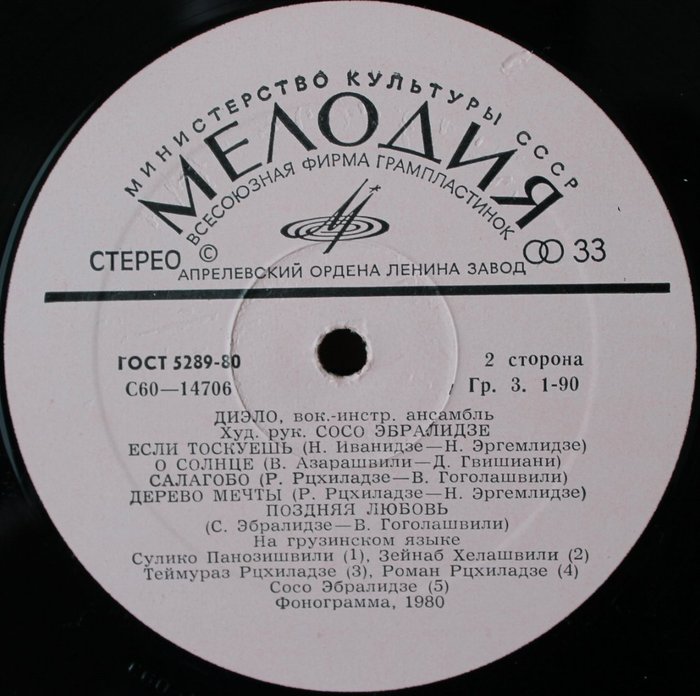 МИНИСТЕРСТВО КУЛЬТУРЫ СССР
МЕЛОДИЯ
ВСЕСОЮЗНАЯ ФИРМА ГРАМПЛАСТИНОК
СТЕРЕО © 33
АПРЕЛЕВСКИЙ ОРДЕНА ЛЕНИНА ЗАВОД
ГОСТ 5289-80 2 сторона
С60—14706 Гр. 3. 1-90
ДИЭЛО, вок.-инстр. ансамбль
Худ. рук. СОСО ЭБРАЛИДЗЕ
ЕСЛИ ТОСКУЕШЬ (Н. Иванидзе—Н. Эргемлидзе)
О СОЛНЦЕ (В. Азарашвили—Д. Гвишиани)
САЛАГОБО (Р. Рцхиладзе—В. Гоголашвили)
ДЕРЕВО МЕЧТЫ (Р. Рцхиладзе—Н. Эргемлидзе)
ПОЗДНЯЯ ЛЮБОВЬ
(С. Эбралидзе—В. Гоголашвили)
На грузинском языке
Сулико Панозишвили (1), Зейнаб Хелашвили (2)
Теймураз Рцхиладзе (3), Роман Рцхиладзе (4)
Сосо Эбралидзе (5)
Фонограмма, 1980